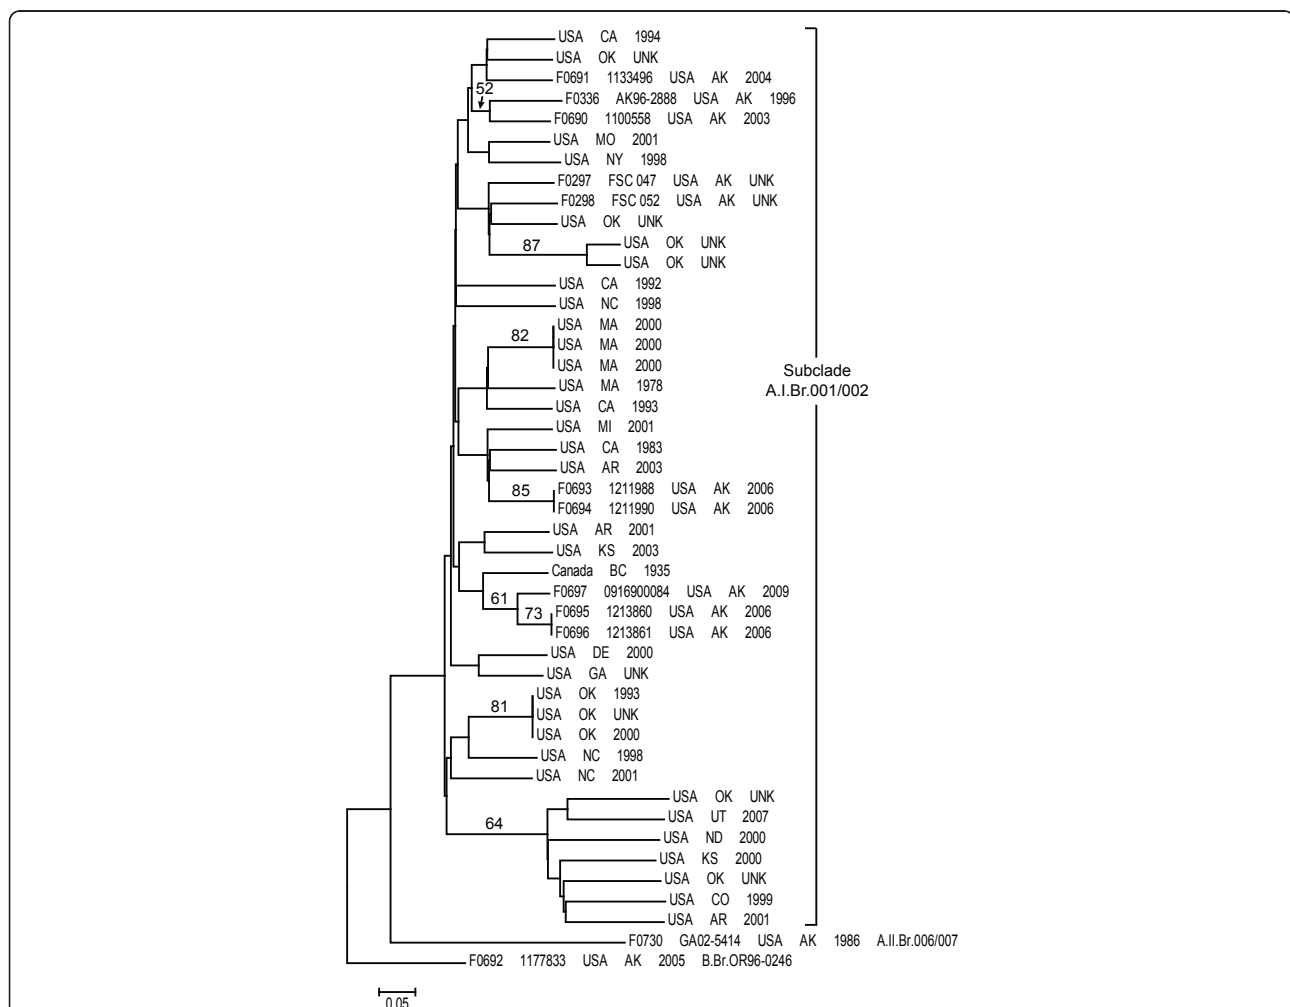 USA CA 1994
USA OK UNK
F0691 1133496 USA AK 2004
52
F0336 AK96-2888 USA AK 1996
F0690 1100558 USA AK 2003
USA MO 2001
USA NY 1998
F0297 FSC 047 USA AK UNK
F0298 FSC 052 USA AK UNK
USA OK UNK
87
USA OK UNK
USA OK UNK
USA CA 1992
USA NC 1998
82
USA MA 2000
USA MA 2000
USA MA 2000
USA MA 1978
USA CA 1993
USA MI 2001
USA CA 1983
USA AR 2003
85
F0693 1211988 USA AK 2006
F0694 1211990 USA AK 2006
USA AR 2001
USA KS 2003
Canada BC 1935
61
F0697 0916900084 USA AK 2009
73
F0695 1213860 USA AK 2006
F0696 1213861 USA AK 2006
USA DE 2000
USA GA UNK
81
USA OK 1993
USA OK UNK
USA OK 2000
USA NC 1998
USA NC 2001
64
USA OK UNK
USA UT 2007
USA ND 2000
USA KS 2000
USA OK UNK
USA CO 1999
USA AR 2001
Subclade
A.I.Br.001/002
F0730 GA02-5414 USA AK 1986 A.II.Br.006/007
F0692 1177833 USA AK 2005 B.Br.OR96-0246
0.05